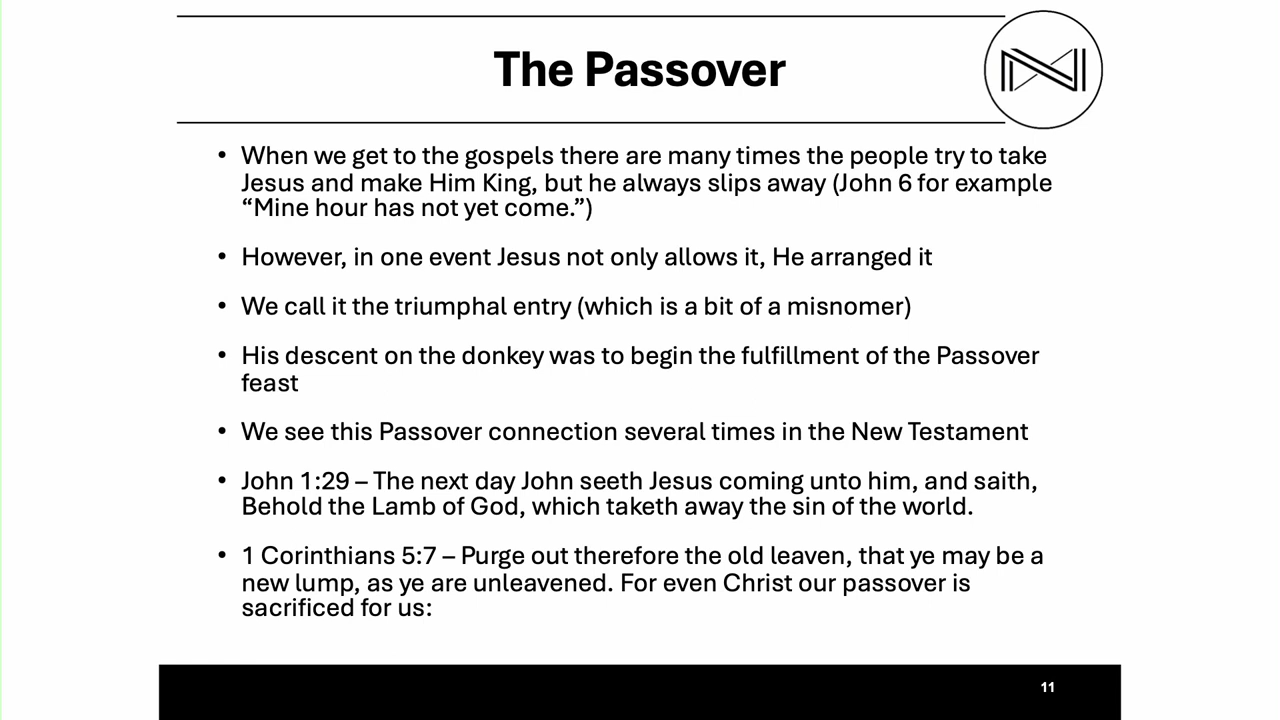 The Passover
• When we get to the gospels there are many times the people try to take
Jesus and make Him King, but he always slips away (John 6 for example
“Mine hour has not yet come.”)
• However, in one event Jesus not only allows it, He arranged it
• We call it the triumphal entry (which is a bit of a misnomer)
• His descent on the donkey was to begin the fulfillment of the Passover
feast
• We see this Passover connection several times in the New Testament
• John 1:29 – The next day John seeth Jesus coming unto him, and saith,
Behold the Lamb of God, which taketh away the sin of the world.
• 1 Corinthians 5:7 – Purge out therefore the old leaven, that ye may be a
new lump, as ye are unleavened. For even Christ our passover is
sacrificed for us:
11